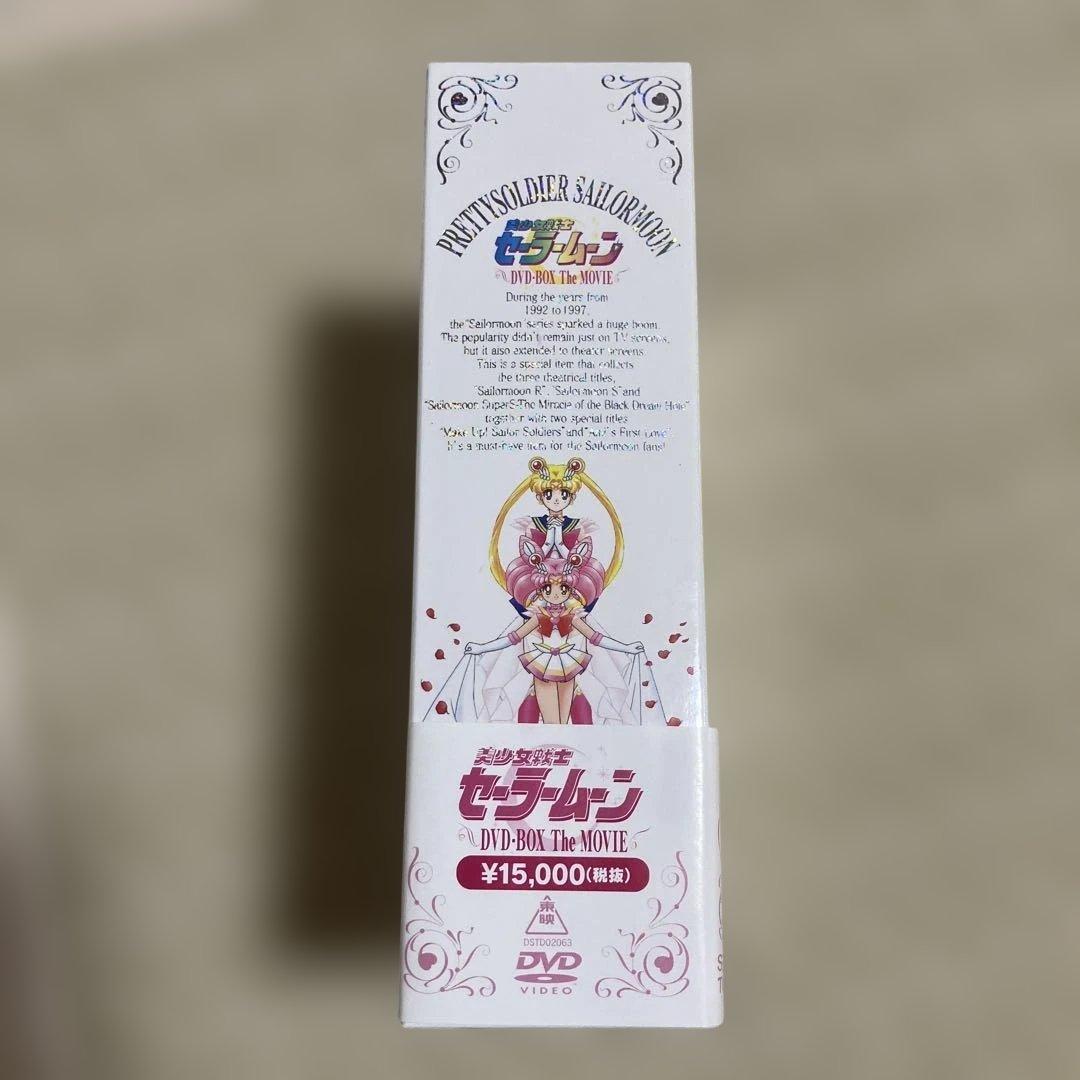 PRETTYSOLDIER SAILORMOON
美少女戦士
セーラームーン
DVD-BOX The MOVIE
During the years from
1992 to 1997,
the "Sailormoon" series sparked a huge boom.
The popularity didn't remain just on TV screens,
but it also extended to theater screens.
This is a special item that collects
the three theatrical titles,
"Sailormoon R", "Sailormoon S" and
"Sailormoon SuperS-The Miracle of the Black Dream Hole"
together with two special titles
"Make Up! Sailor Soldiers" and "Ami's First Love".
It's a must-have item for the Sailormoon fans!
美少女戦士
セーラームーン
DVD-BOX The MOVIE
¥15,000(税抜)
東映
DSTD02063
DVD
VIDEO